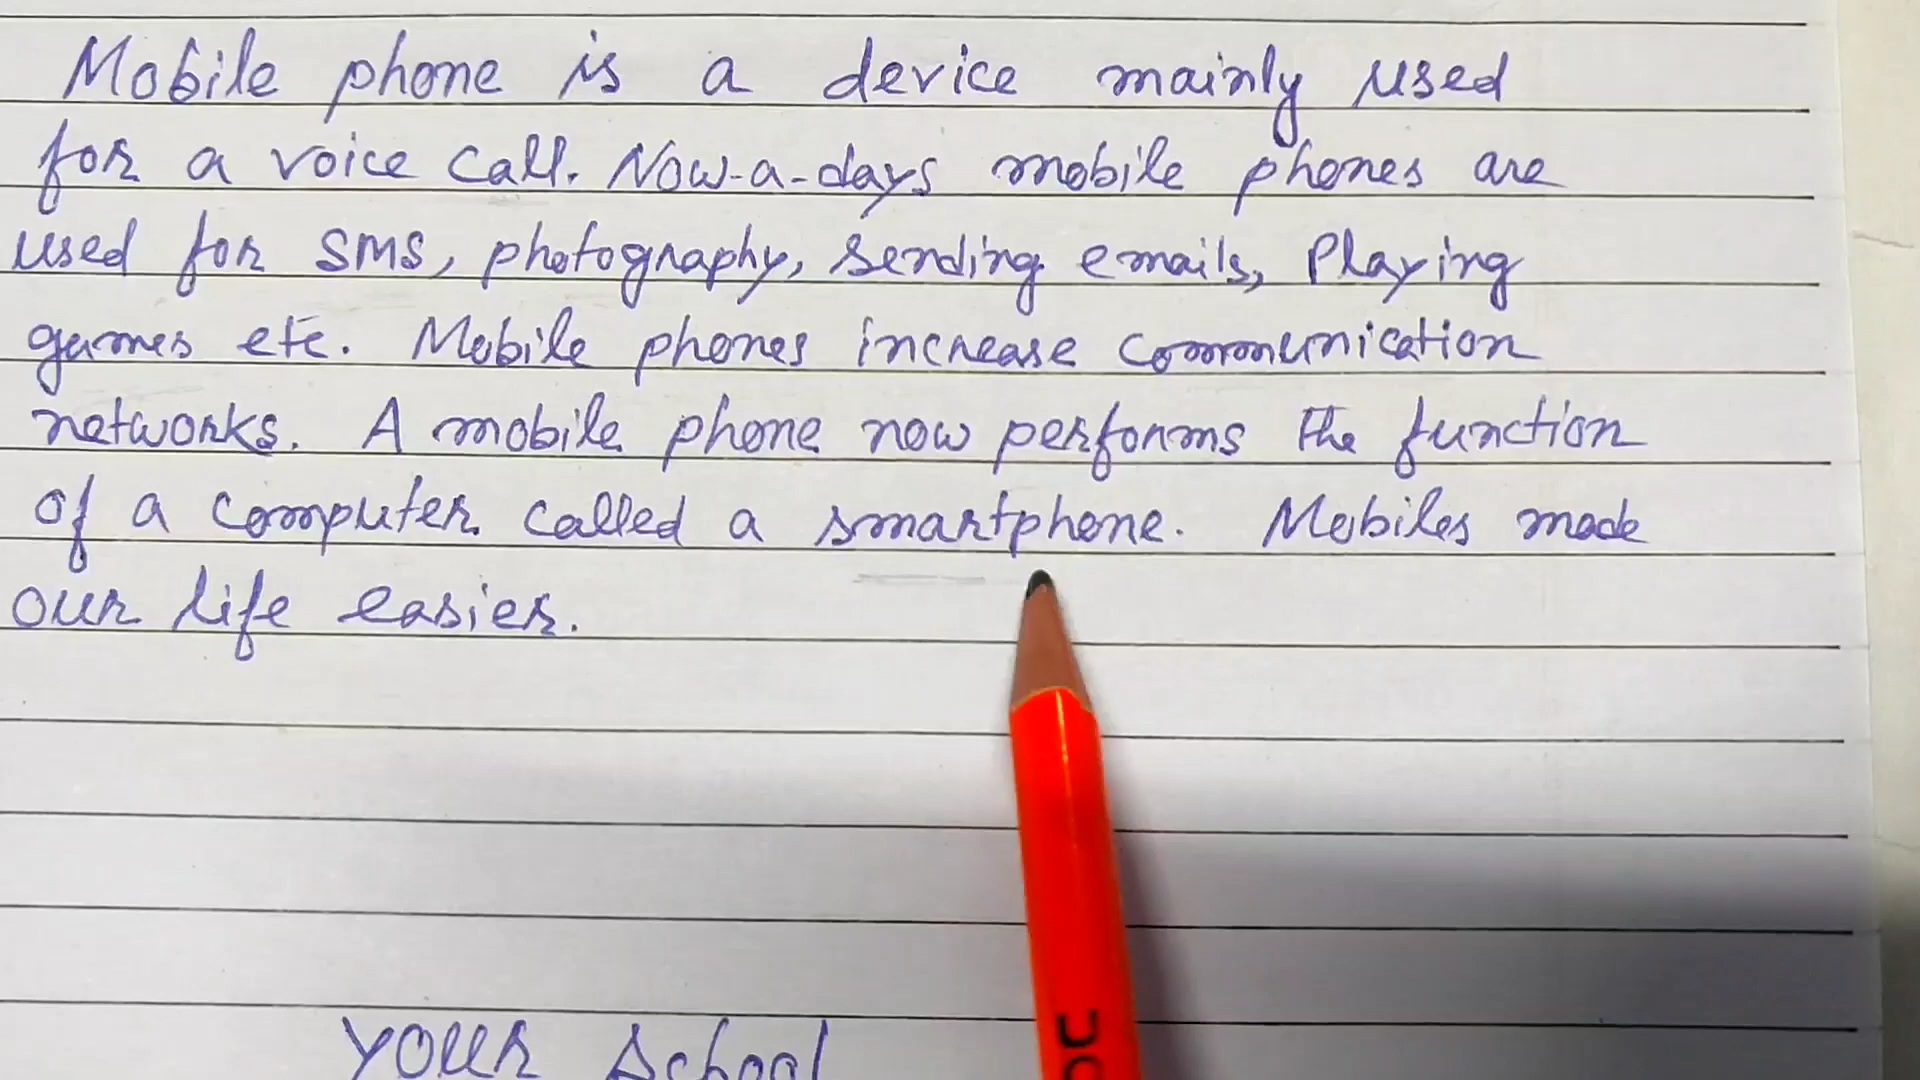 Mobile phone is a device mainly used
for a voice call. Now-a-days mobile phones are
used for SMS, photography, sending emails, Playing
games etc. Mobile phones increase communication
networks. A mobile phone now performs the function
of a computer called a smartphone. Mobiles made
our life easier.
Your School